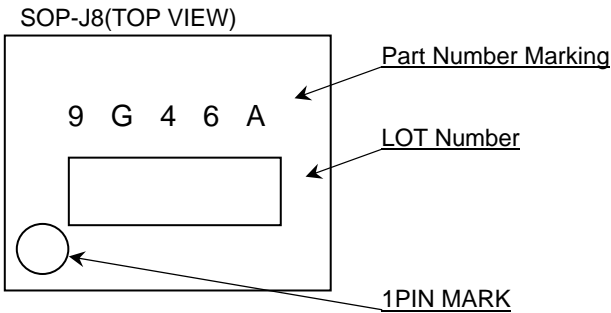 SOP-J8(TOP VIEW)
Part Number Marking
9 G 4 6 A
LOT Number
1PIN MARK